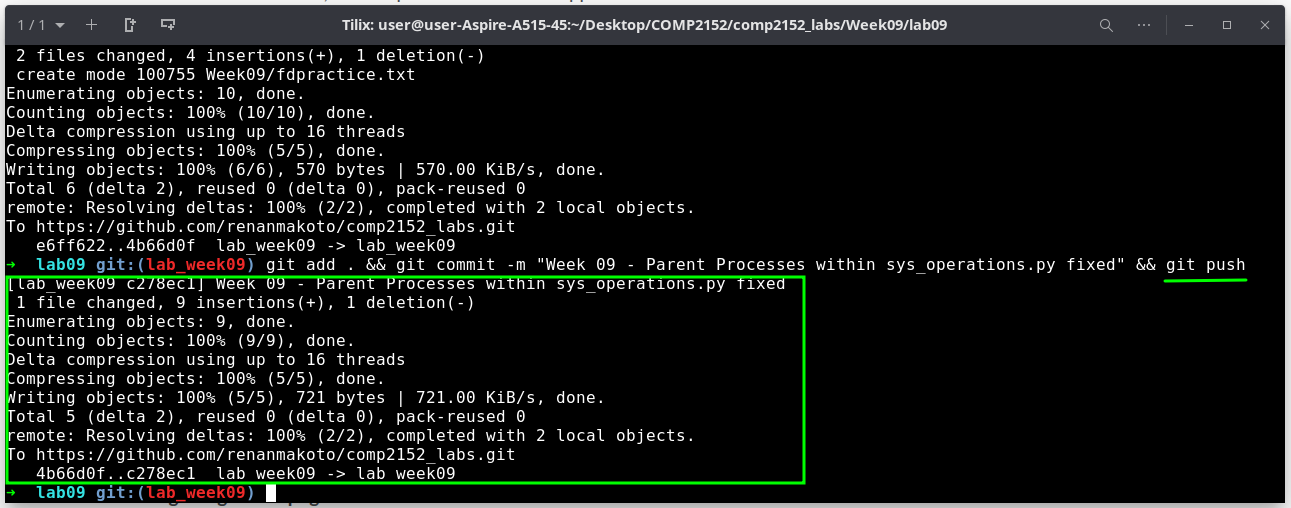 1 / 1
Tilix: user@user-Aspire-A515-45:~/Desktop/COMP2152/comp2152_labs/Week09/lab09
2 files changed, 4 insertions(+), 1 deletion(-)
create mode 100755 Week09/fdpractice.txt
Enumerating objects: 10, done.
Counting objects: 100% (10/10), done.
Delta compression using up to 16 threads
Compressing objects: 100% (5/5), done.
Writing objects: 100% (6/6), 570 bytes | 570.00 KiB/s, done.
Total 6 (delta 2), reused 0 (delta 0), pack-reused 0
remote: Resolving deltas: 100% (2/2), completed with 2 local objects.
To https://github.com/renanmakoto/comp2152_labs.git
e6ff622..4b66d0f  lab_week09 -> lab_week09
➜  lab09 git:(lab_week09) git add . && git commit -m "Week 09 - Parent Processes within sys_operations.py fixed" && git push
[lab_week09 c278ec1] Week 09 - Parent Processes within sys_operations.py fixed
1 file changed, 9 insertions(+), 1 deletion(-)
Enumerating objects: 9, done.
Counting objects: 100% (9/9), done.
Delta compression using up to 16 threads
Compressing objects: 100% (5/5), done.
Writing objects: 100% (5/5), 721 bytes | 721.00 KiB/s, done.
Total 5 (delta 2), reused 0 (delta 0), pack-reused 0
remote: Resolving deltas: 100% (2/2), completed with 2 local objects.
To https://github.com/renanmakoto/comp2152_labs.git
4b66d0f..c278ec1  lab_week09 -> lab_week09
➜  lab09 git:(lab_week09)